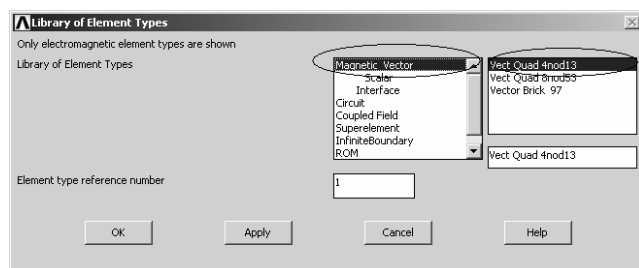 Library of Element Types
Only electromagnetic element types are shown
Library of Element Types
Magnetic Vector
Scalar
Interface
Circuit
Coupled Field
Superelement
InfiniteBoundary
ROM
Vect Quad 4nod13
Vect Quad 8nod53
Vector Brick 97
Vect Quad 4nod13
Element type reference number
1
OK
Apply
Cancel
Help